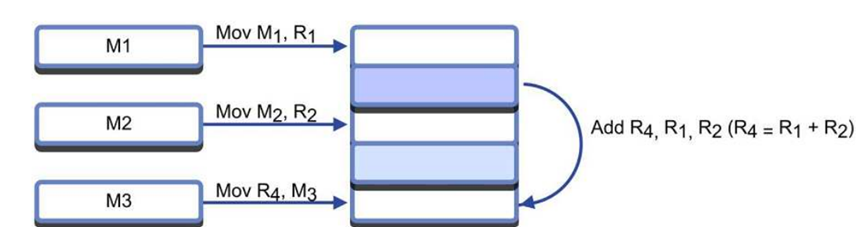 M1
Mov M1, R1
M2
Mov M2, R2
M3
Mov R4, M3
Add R4, R1, R2 (R4 = R1 + R2)